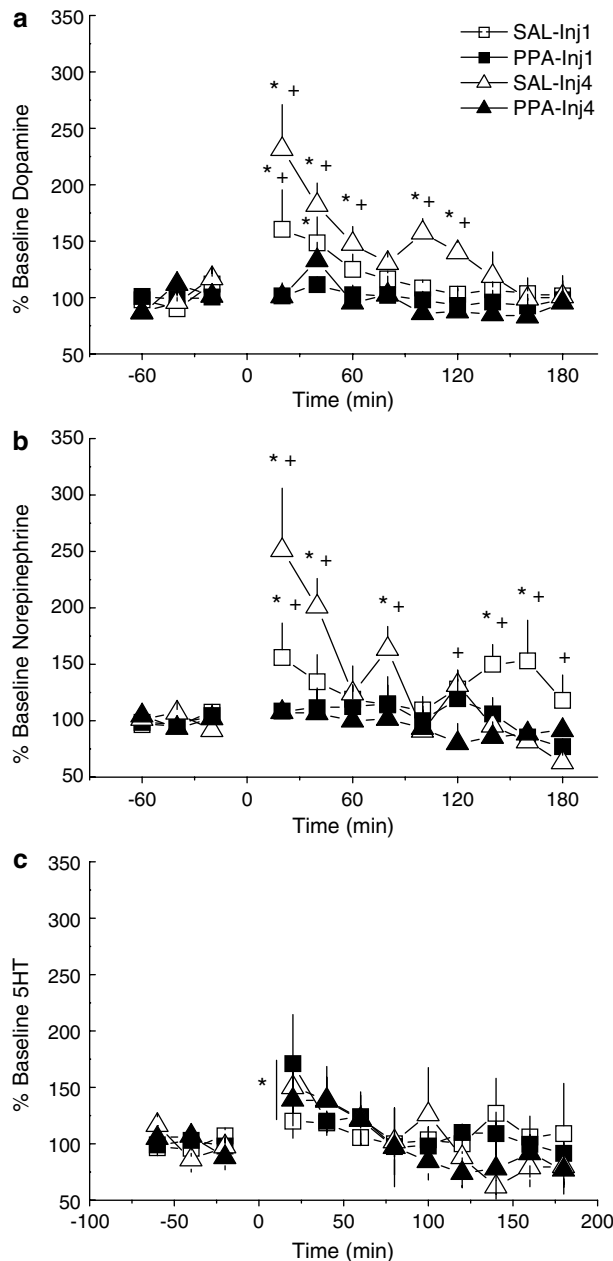 a
SAL-Inj1
PPA-Inj1
SAL-Inj4
PPA-Inj4
350
300
250
200
150
100
50
% Baseline Dopamine
* +
* +
* +
*
* +
* +
* +
-60 0 60 120 180
Time (min)
b
350
300
250
200
150
100
50
% Baseline Norepinephrine
* +
* +
* +
* +
+
* +
* +
+
-60 0 60 120 180
Time (min)
c
350
300
250
200
150
100
50
% Baseline 5HT
*
-100 -50 0 50 100 150 200
Time (min)